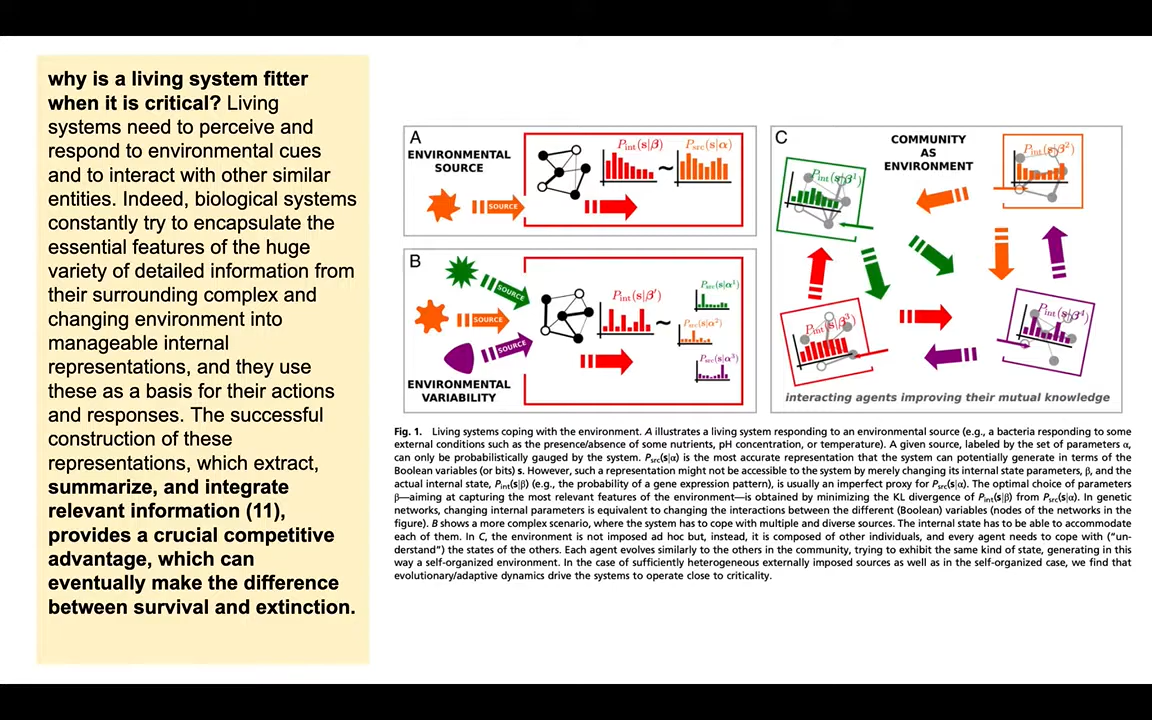 why is a living system fitter
when it is critical? Living
systems need to perceive and
respond to environmental cues
and to interact with other similar
entities. Indeed, biological systems
constantly try to encapsulate the
essential features of the huge
variety of detailed information from
their surrounding complex and
changing environment into
manageable internal
representations, and they use
these as a basis for their actions
and responses. The successful
construction of these
representations, which extract,
summarize, and integrate
relevant information (11),
provides a crucial competitive
advantage, which can
eventually make the difference
between survival and extinction.
A
ENVIRONMENTAL
SOURCE
SOURCE
Pint(s|β)
~
Psrc(s|α)
B
SOURCE
SOURCE
SOURCE
ENVIRONMENTAL
VARIABILITY
Pint(s|β′)
~
Psrc(s|α¹)
Psrc(s|α²)
Psrc(s|α³)
C
COMMUNITY
AS
ENVIRONMENT
Pint(s|β¹)
Pint(s|β²)
Pint(s|β³)
Pint(s|β⁴)
interacting agents improving their mutual knowledge
Fig. 1. Living systems coping with the environment. A illustrates a living system responding to an environmental source (e.g., a bacteria responding to some
external conditions such as the presence/absence of some nutrients, pH concentration, or temperature). A given source, labeled by the set of parameters α,
can only be probabilistically gauged by the system. Psrc(s|α) is the most accurate representation that the system can potentially generate in terms of the
Boolean variables (or bits) s. However, such a representation might not be accessible to the system by merely changing its internal state parameters, β, and the
actual internal state, Pint(s|β) (e.g., the probability of a gene expression pattern), is usually an imperfect proxy for Psrc(s|α). The optimal choice of parameters
β—aiming at capturing the most relevant features of the environment—is obtained by minimizing the KL divergence of Pint(s|β) from Psrc(s|α). In genetic
networks, changing internal parameters is equivalent to changing the interactions between the different (Boolean) variables (nodes of the networks in the
figure). B shows a more complex scenario, where the system has to cope with multiple and diverse sources. The internal state has to be able to accommodate
each of them. In C, the environment is not imposed ad hoc but, instead, it is composed of other individuals, and every agent needs to cope with ("un-
derstand") the states of the others. Each agent evolves similarly to the others in the community, trying to exhibit the same kind of state, generating in this
way a self-organized environment. In the case of sufficiently heterogeneous externally imposed sources as well as in the self-organized case, we find that
evolutionary/adaptive dynamics drive the systems to operate close to criticality.